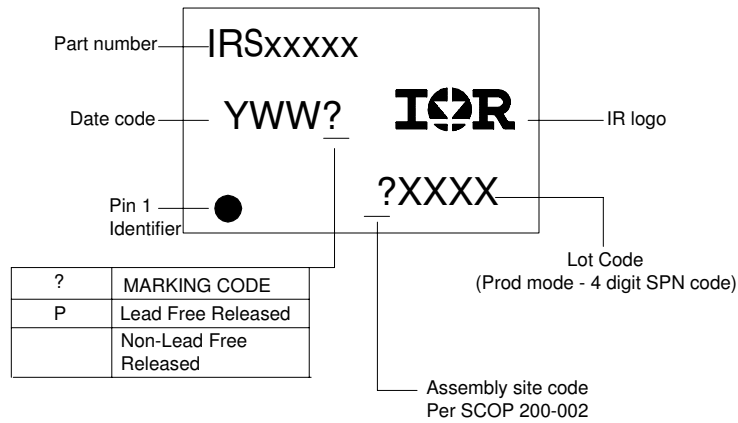 Part number
IRSxxxxx
Date code
YWW?
IOR
IR logo
?XXXX
Pin 1
Identifier
Lot Code
(Prod mode - 4 digit SPN code)
? MARKING CODE
P Lead Free Released
Non-Lead Free
Released
Assembly site code
Per SCOP 200-002